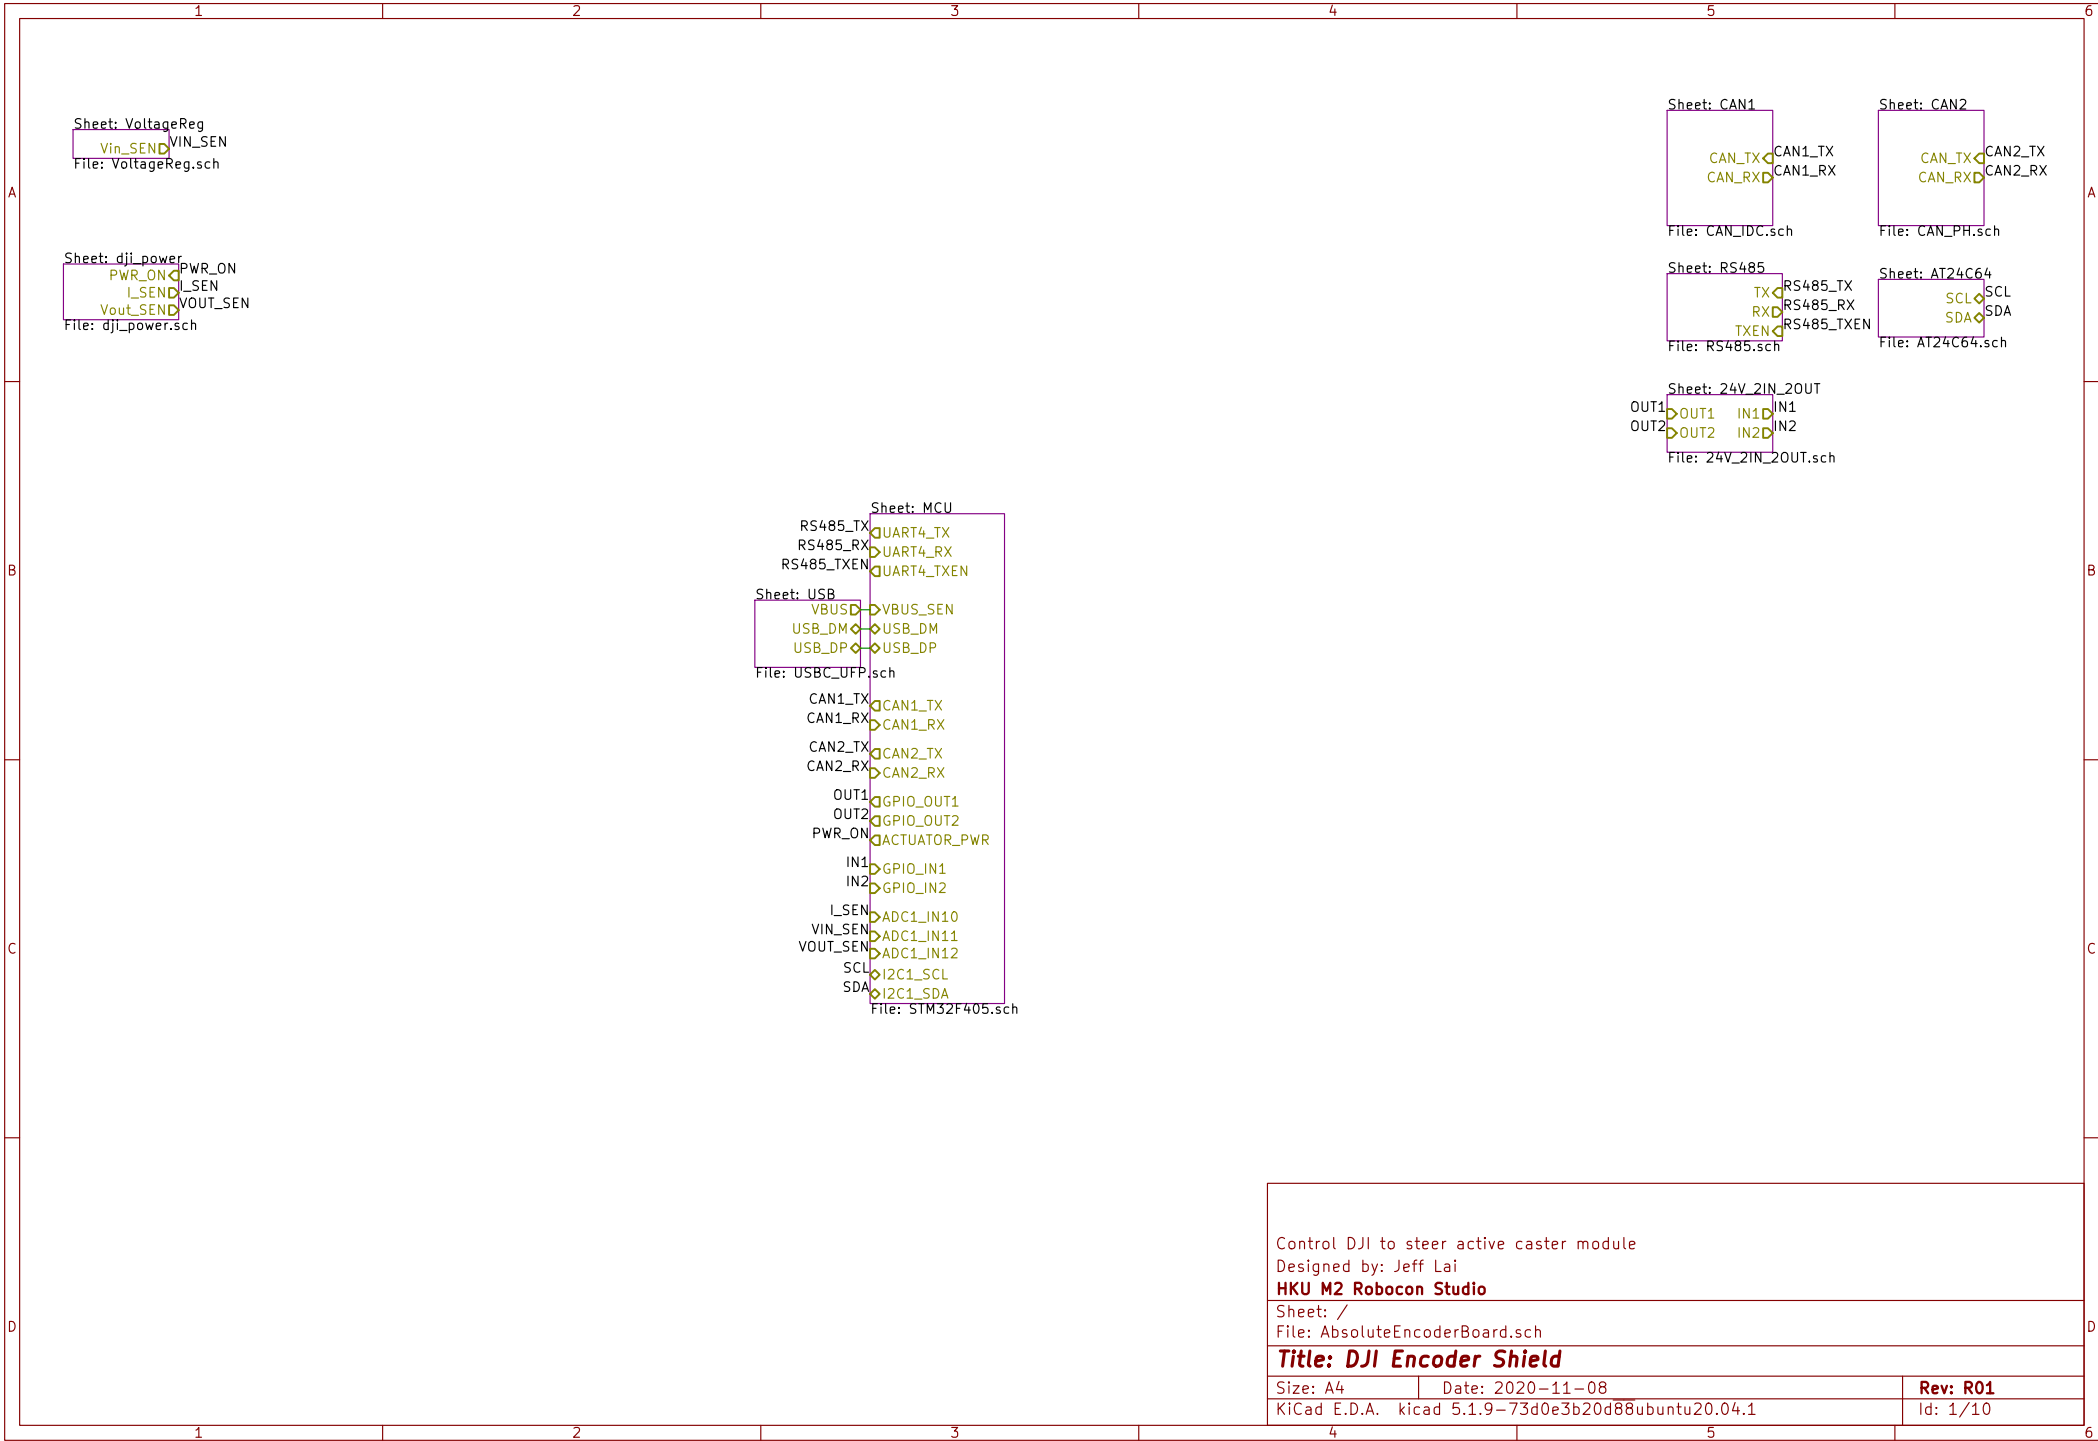 1 2 3 4 5 6
A
B
C
D
A
B
C
D
Sheet: VoltageReg
Vin_SEN VIN_SEN
File: VoltageReg.sch
Sheet: dji_power
PWR_ON PWR_ON
I_SEN I_SEN
Vout_SEN VOUT_SEN
File: dji_power.sch
Sheet: CAN1
CAN_TX CAN1_TX
CAN_RX CAN1_RX
File: CAN_IDC.sch
Sheet: CAN2
CAN_TX CAN2_TX
CAN_RX CAN2_RX
File: CAN_PH.sch
Sheet: RS485
TX RS485_TX
RX RS485_RX
TXEN RS485_TXEN
File: RS485.sch
Sheet: AT24C64
SCL SCL
SDA SDA
File: AT24C64.sch
Sheet: 24V_2IN_2OUT
OUT1 OUT1 IN1 IN1
OUT2 OUT2 IN2 IN2
File: 24V_2IN_2OUT.sch
Sheet: MCU
RS485_TX UART4_TX
RS485_RX UART4_RX
RS485_TXEN UART4_TXEN
Sheet: USB
VBUS VBUS_SEN
USB_DM USB_DM
USB_DP USB_DP
File: USBC_UFP.sch
CAN1_TX CAN1_TX
CAN1_RX CAN1_RX
CAN2_TX CAN2_TX
CAN2_RX CAN2_RX
OUT1 GPIO_OUT1
OUT2 GPIO_OUT2
PWR_ON ACTUATOR_PWR
IN1 GPIO_IN1
IN2 GPIO_IN2
I_SEN ADC1_IN10
VIN_SEN ADC1_IN11
VOUT_SEN ADC1_IN12
SCL I2C1_SCL
SDA I2C1_SDA
File: STM32F405.sch
Control DJI to steer active caster module
Designed by: Jeff Lai
HKU M2 Robocon Studio
Sheet: /
File: AbsoluteEncoderBoard.sch
Title: DJI Encoder Shield
Size: A4 Date: 2020-11-08 Rev: R01
KiCad E.D.A. kicad 5.1.9-73d0e3b20d88ubuntu20.04.1 Id: 1/10
1 2 3 4 5 6